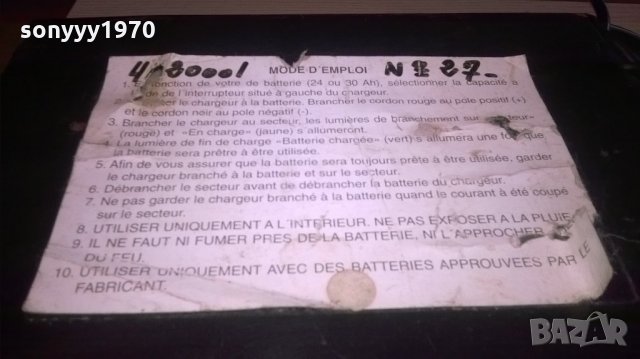 sonyyy1970
MODE D'EMPLOI N 27-
1. En fonction de votre de batterie (24 ou 30 Ah), sélectionner la capacité à
de de l'interrupteur situé à gauche du chargeur.
le chargeur à la batterie. Brancher le cordon rouge au pole positif (+)
et le cordon noir au pole négatif (-).
3. Brancher le chargeur au secteur, les lumières de branchement sur
(rouge) et «En charge» (jaune) s allumeront.
4. La lumière de fin de charge «Batterie chargée» (vert) s allumera une que
la batterie sera prêtre à être utilisée.
5. Afin de vous assurer que la batterie sera toujours prête à être utilisée, garder
le chargeur branché à la batterie et sur le secteur.
6. Débrancher le secteur avant de débrancher la batterie du chargeur.
7. Ne pas garder le chargeur branché à la batterie quand le courant à été coupé
sur le secteur.
8. UTILISER UNIQUEMENT A L'INTERIEUR. NE PAS EXPOSER A LA PLUIE
9. IL NE FAUT NI FUMER PRES DE LA BATTERIE, NI L'APPROCHER
DU FEU.
10. UTILISER UNIQUEMENT AVEC DES BATTERIES APPROUVEES PAR LE
FABRICANT.
BAZAR.bg